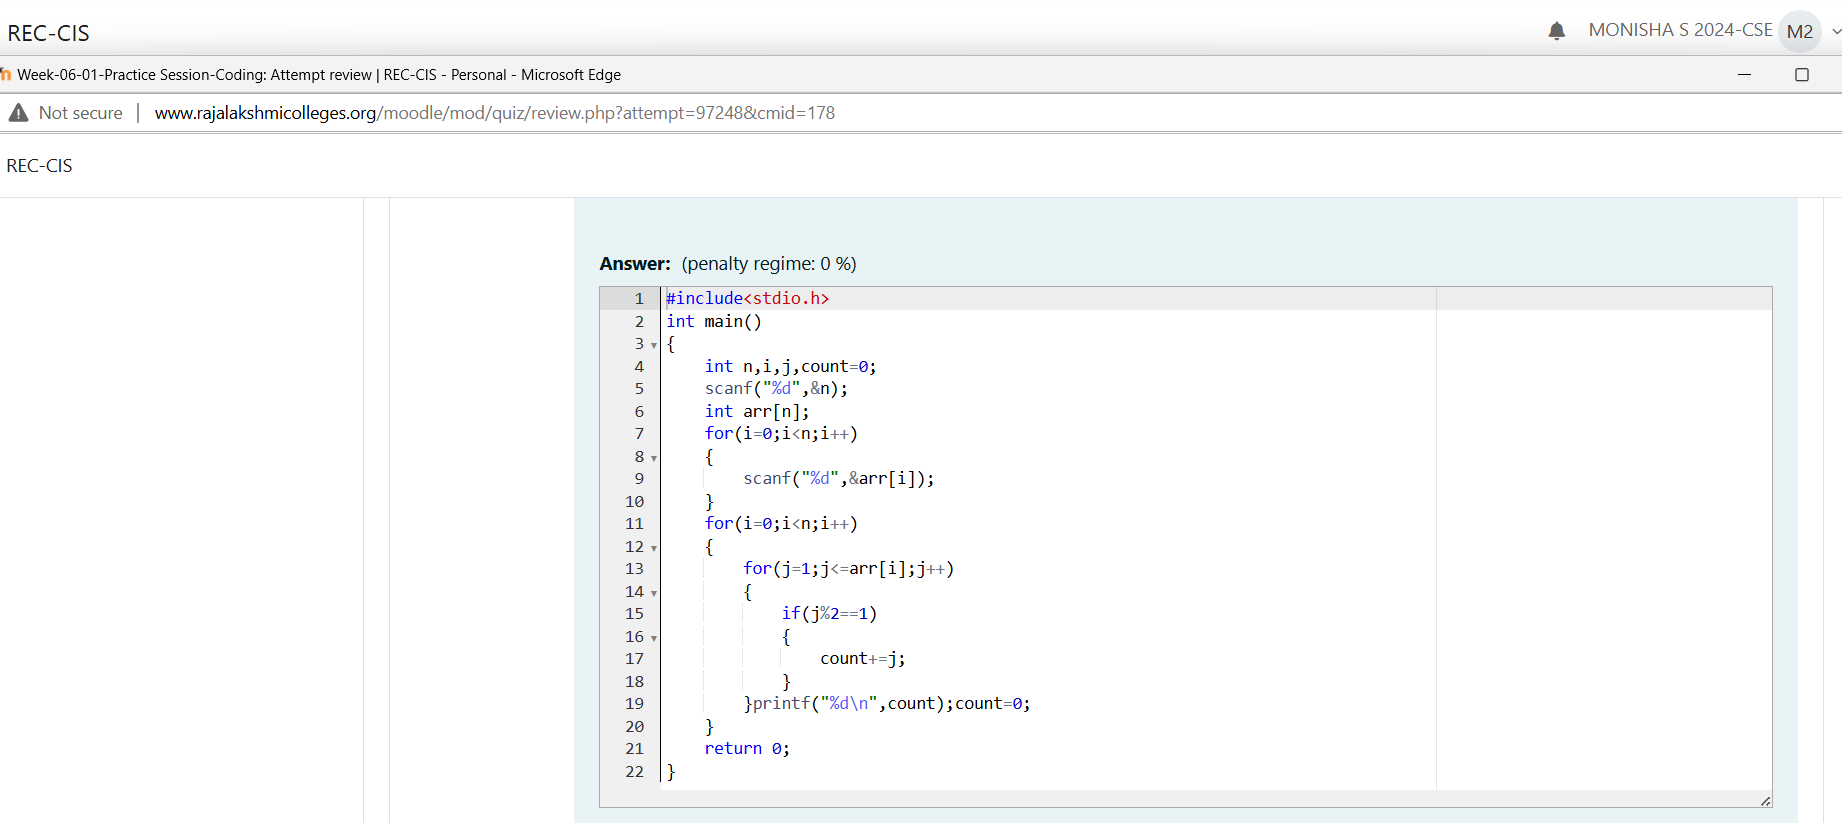 REC-CIS
MONISHA S 2024-CSE M2
Week-06-01-Practice Session-Coding: Attempt review | REC-CIS - Personal - Microsoft Edge
Not secure www.rajalakshmicolleges.org/moodle/mod/quiz/review.php?attempt=97248&cmid=178
REC-CIS
Answer: (penalty regime: 0 %)
1 #include<stdio.h>
2 int main()
3 {
4     int n,i,j,count=0;
5     scanf("%d",&n);
6     int arr[n];
7     for(i=0;i<n;i++)
8     {
9         scanf("%d",&arr[i]);
10     }
11     for(i=0;i<n;i++)
12     {
13         for(j=1;j<=arr[i];j++)
14         {
15             if(j%2==1)
16             {
17                 count+=j;
18             }
19         }printf("%d\n",count);count=0;
20     }
21     return 0;
22 }